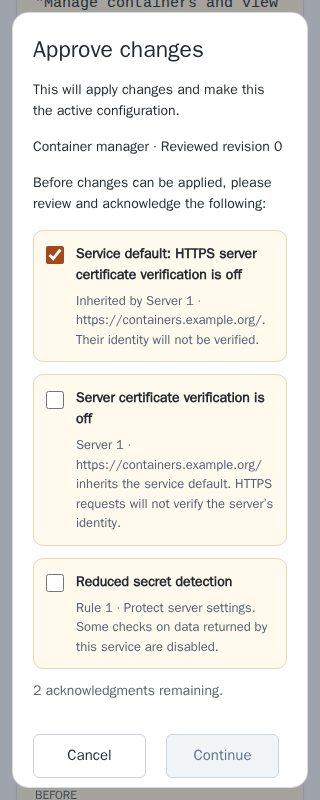 "Manage containers and view
Approve changes
This will apply changes and make this
the active configuration.
Container manager · Reviewed revision 0
Before changes can be applied, please
review and acknowledge the following:
Service default: HTTPS server
certificate verification is off
Inherited by Server 1 ·
https://containers.example.org/.
Their identity will not be verified.
Server certificate verification is
off
Server 1 ·
https://containers.example.org/
inherits the service default. HTTPS
requests will not verify the server's
identity.
Reduced secret detection
Rule 1 · Protect server settings.
Some checks on data returned by
this service are disabled.
2 acknowledgments remaining.
Cancel
Continue
BEFORE